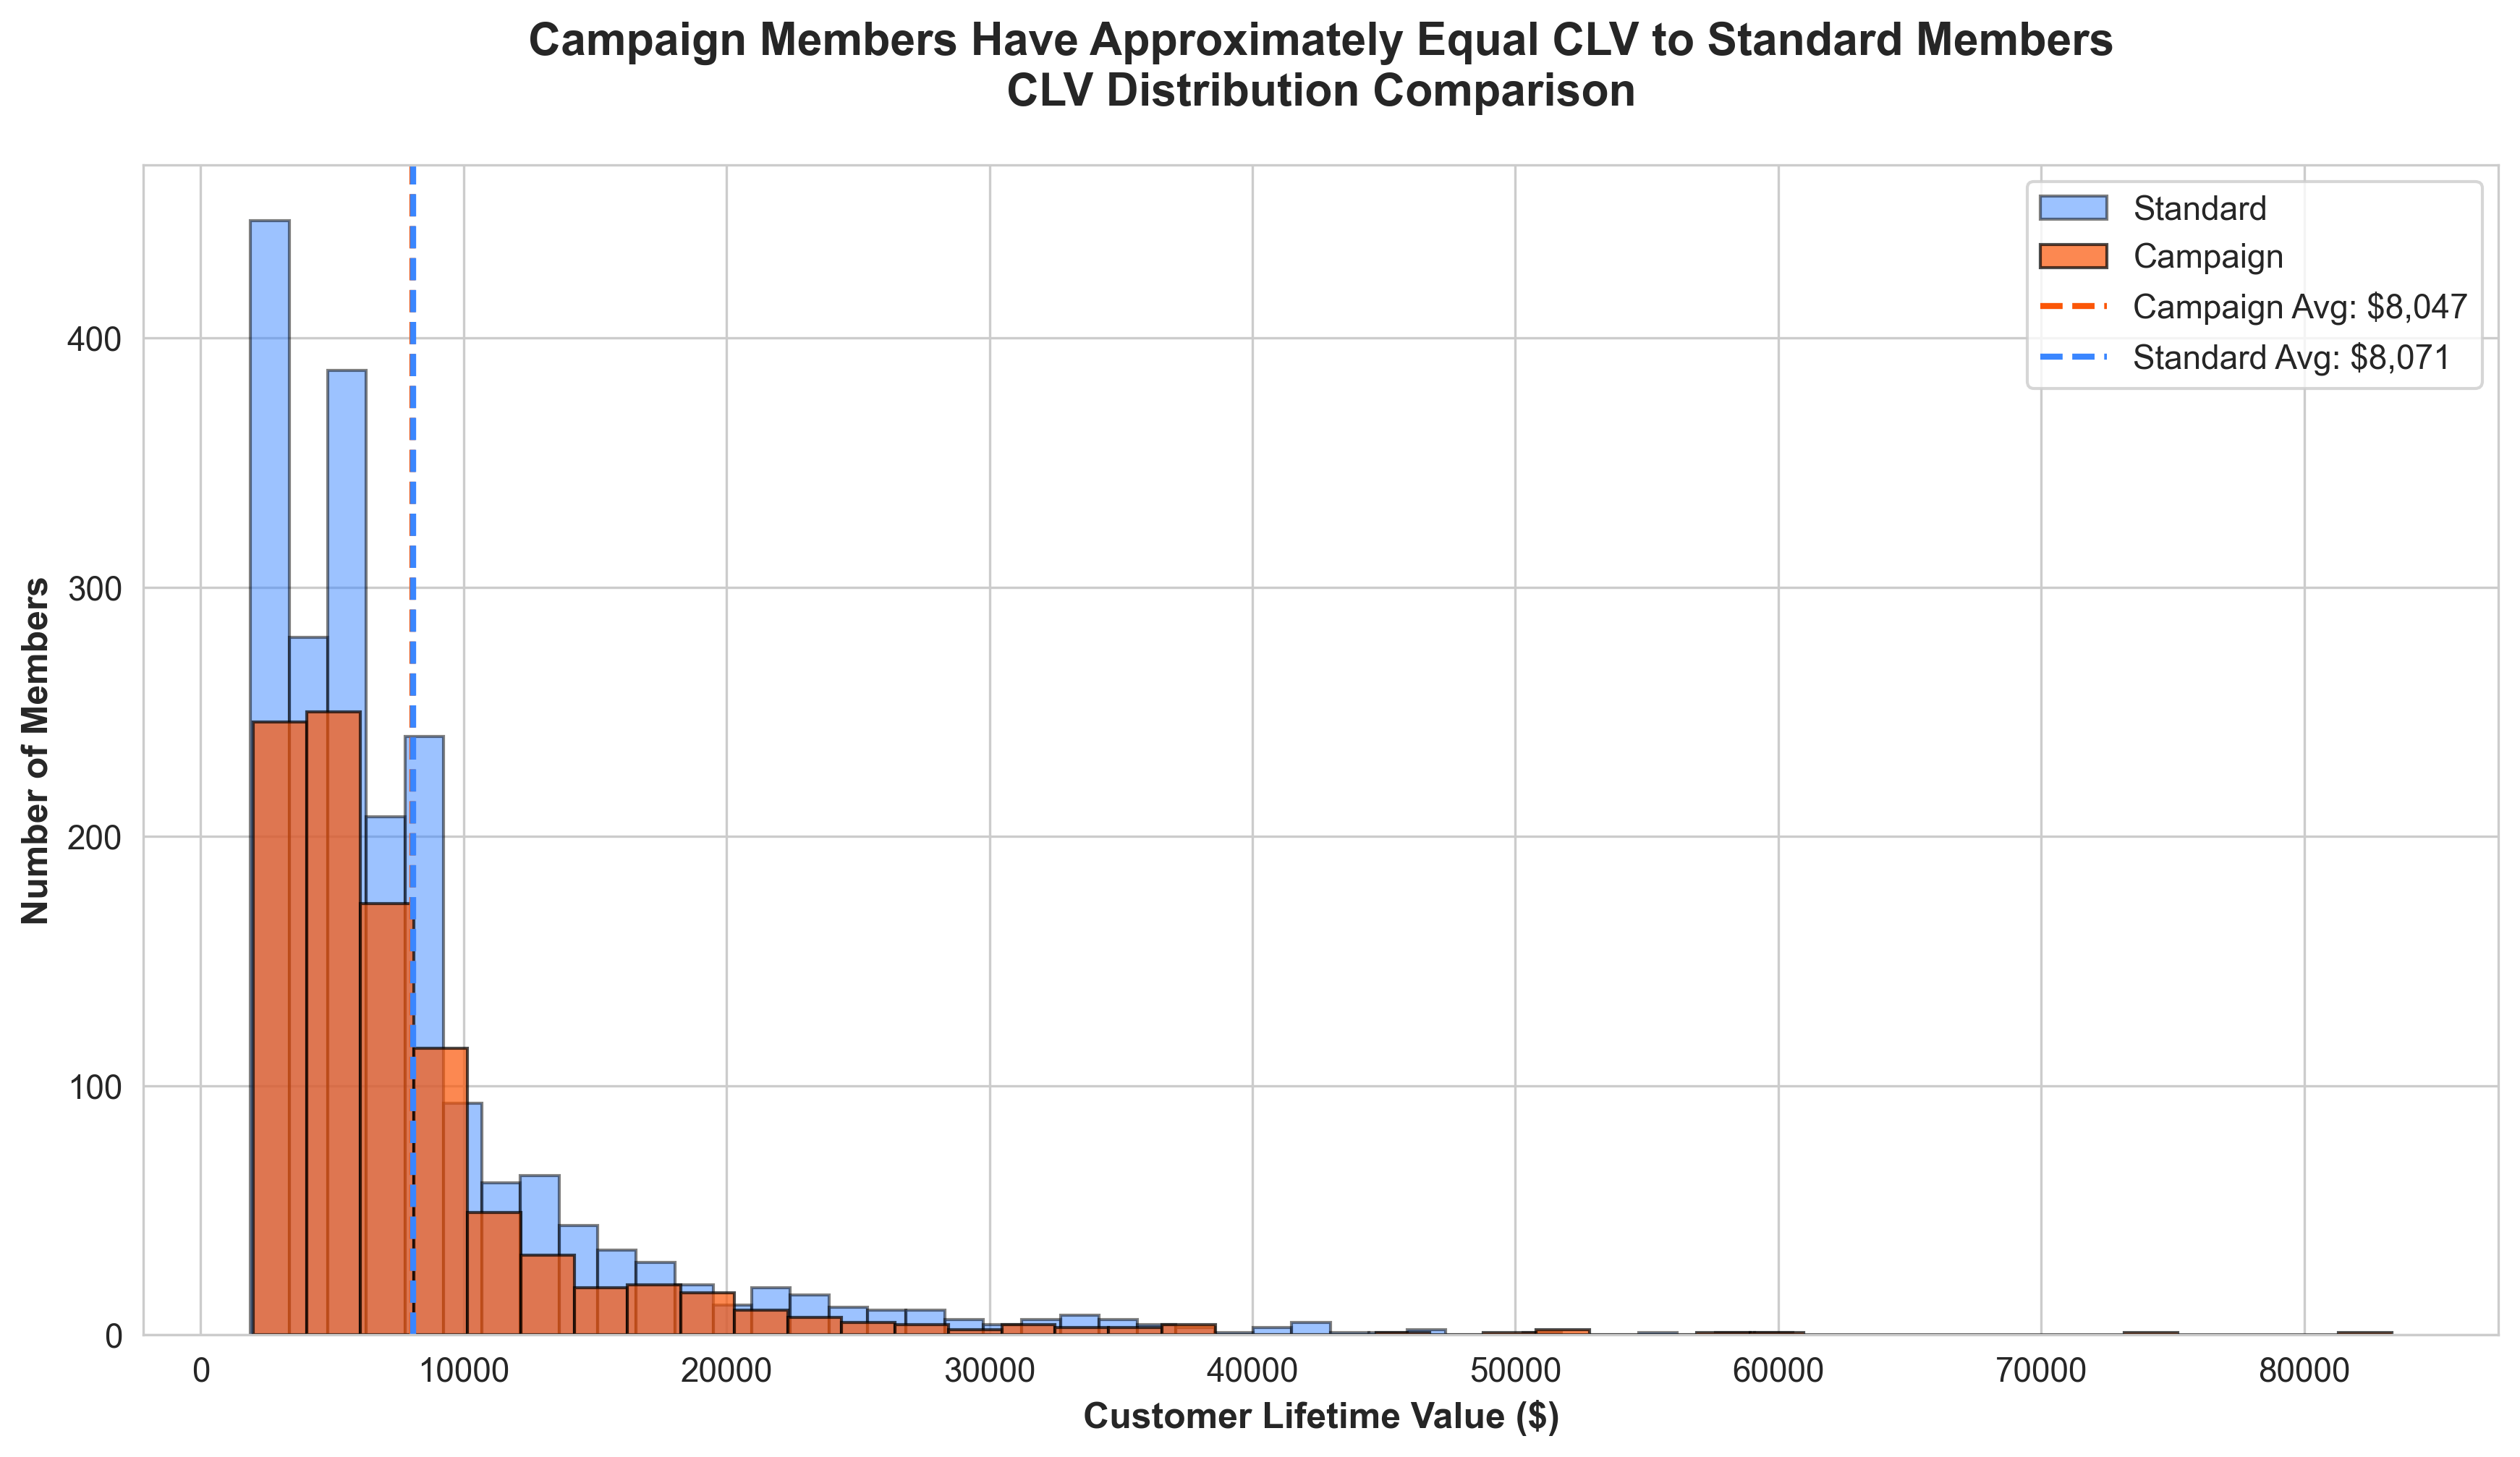 Campaign Members Have Approximately Equal CLV to Standard Members
CLV Distribution Comparison
Standard
Campaign
Campaign Avg: $8,047
Standard Avg: $8,071
Number of Members
400
300
200
100
0
0 10000 20000 30000 40000 50000 60000 70000 80000
Customer Lifetime Value ($)